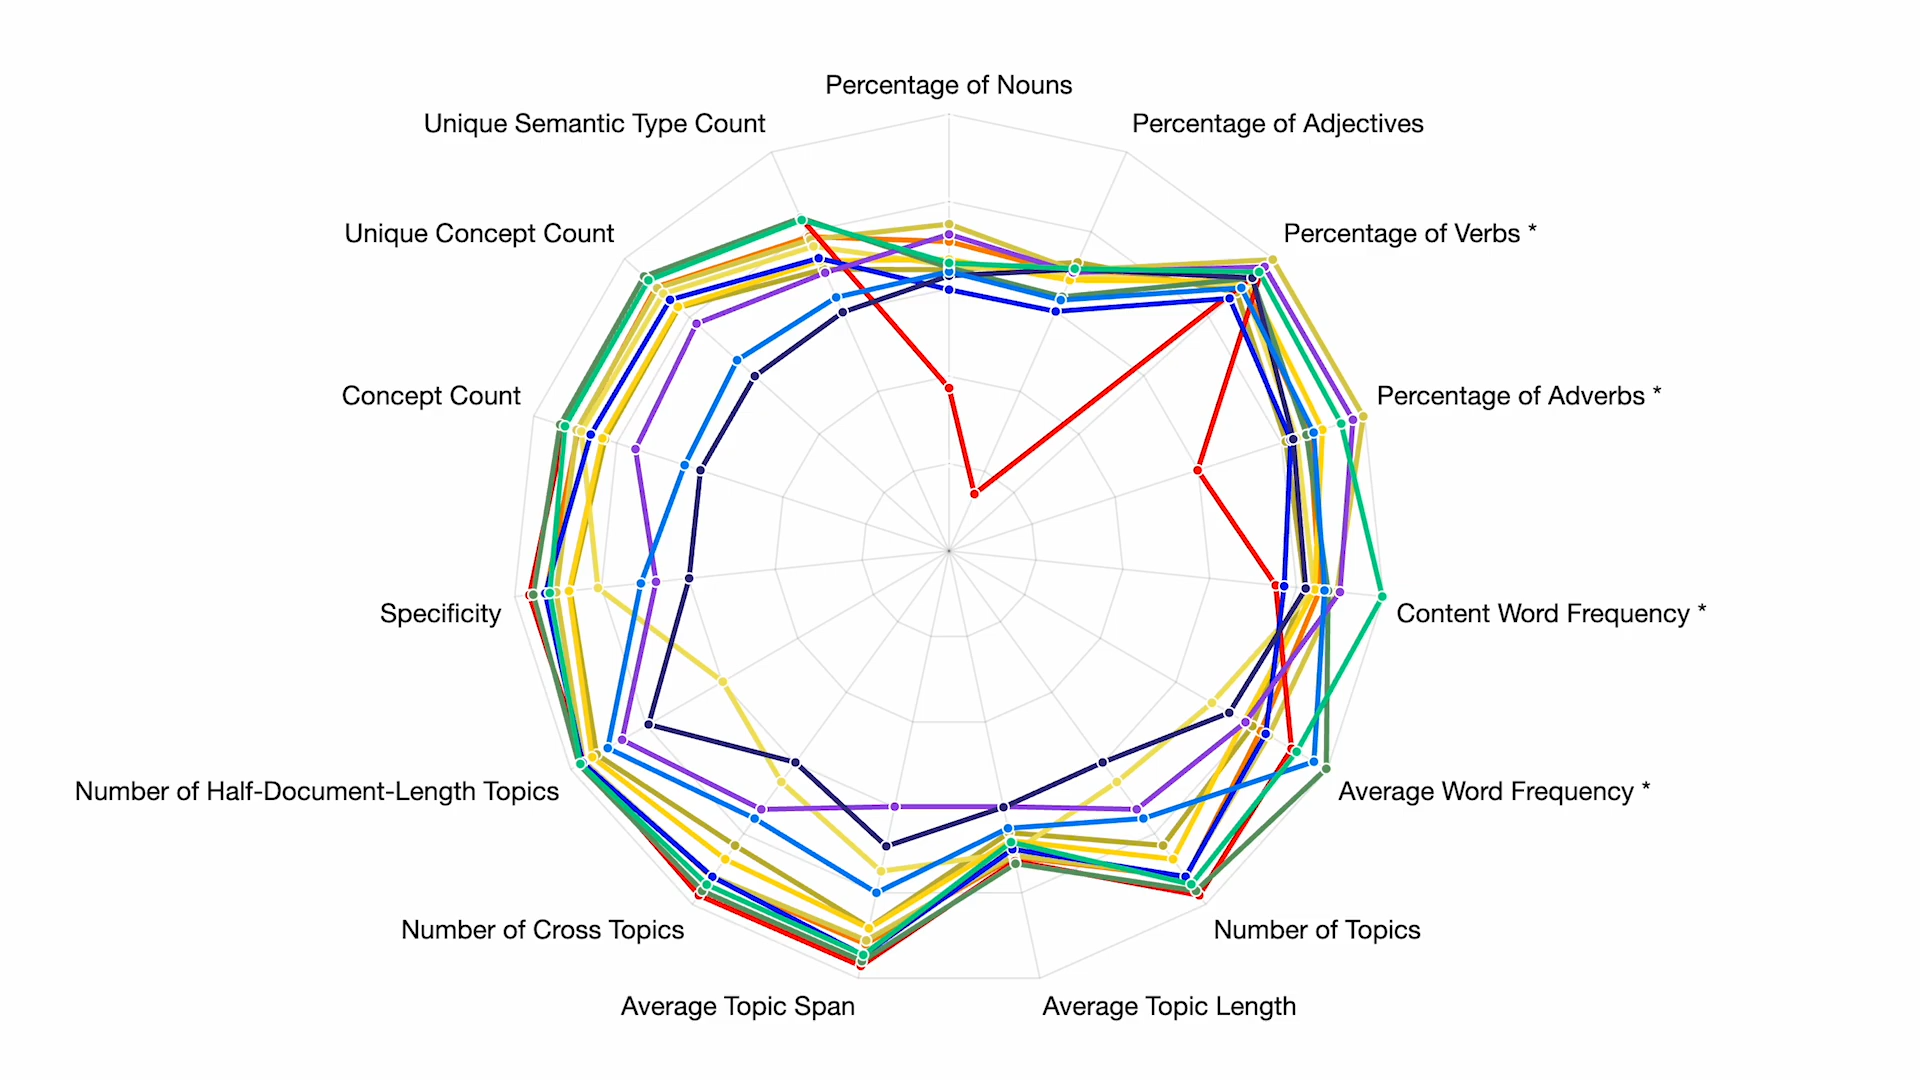 Percentage of Nouns
Unique Semantic Type Count
Percentage of Adjectives
Unique Concept Count
Percentage of Verbs *
Concept Count
Percentage of Adverbs *
Specificity
Content Word Frequency *
Number of Half-Document-Length Topics
Average Word Frequency *
Number of Cross Topics
Number of Topics
Average Topic Span
Average Topic Length